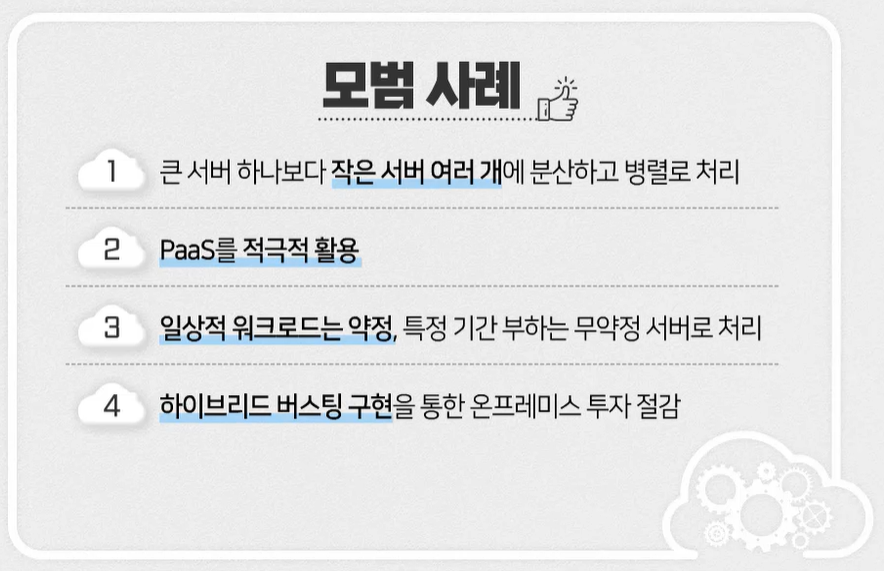 모범 사례
1 큰 서버 하나보다 작은 서버 여러 개에 분산하고 병렬로 처리
2 PaaS를 적극적 활용
3 일상적 워크로드는 약정, 특정 기간 부하는 무약정 서버로 처리
4 하이브리드 버스팅 구현을 통한 온프레미스 투자 절감